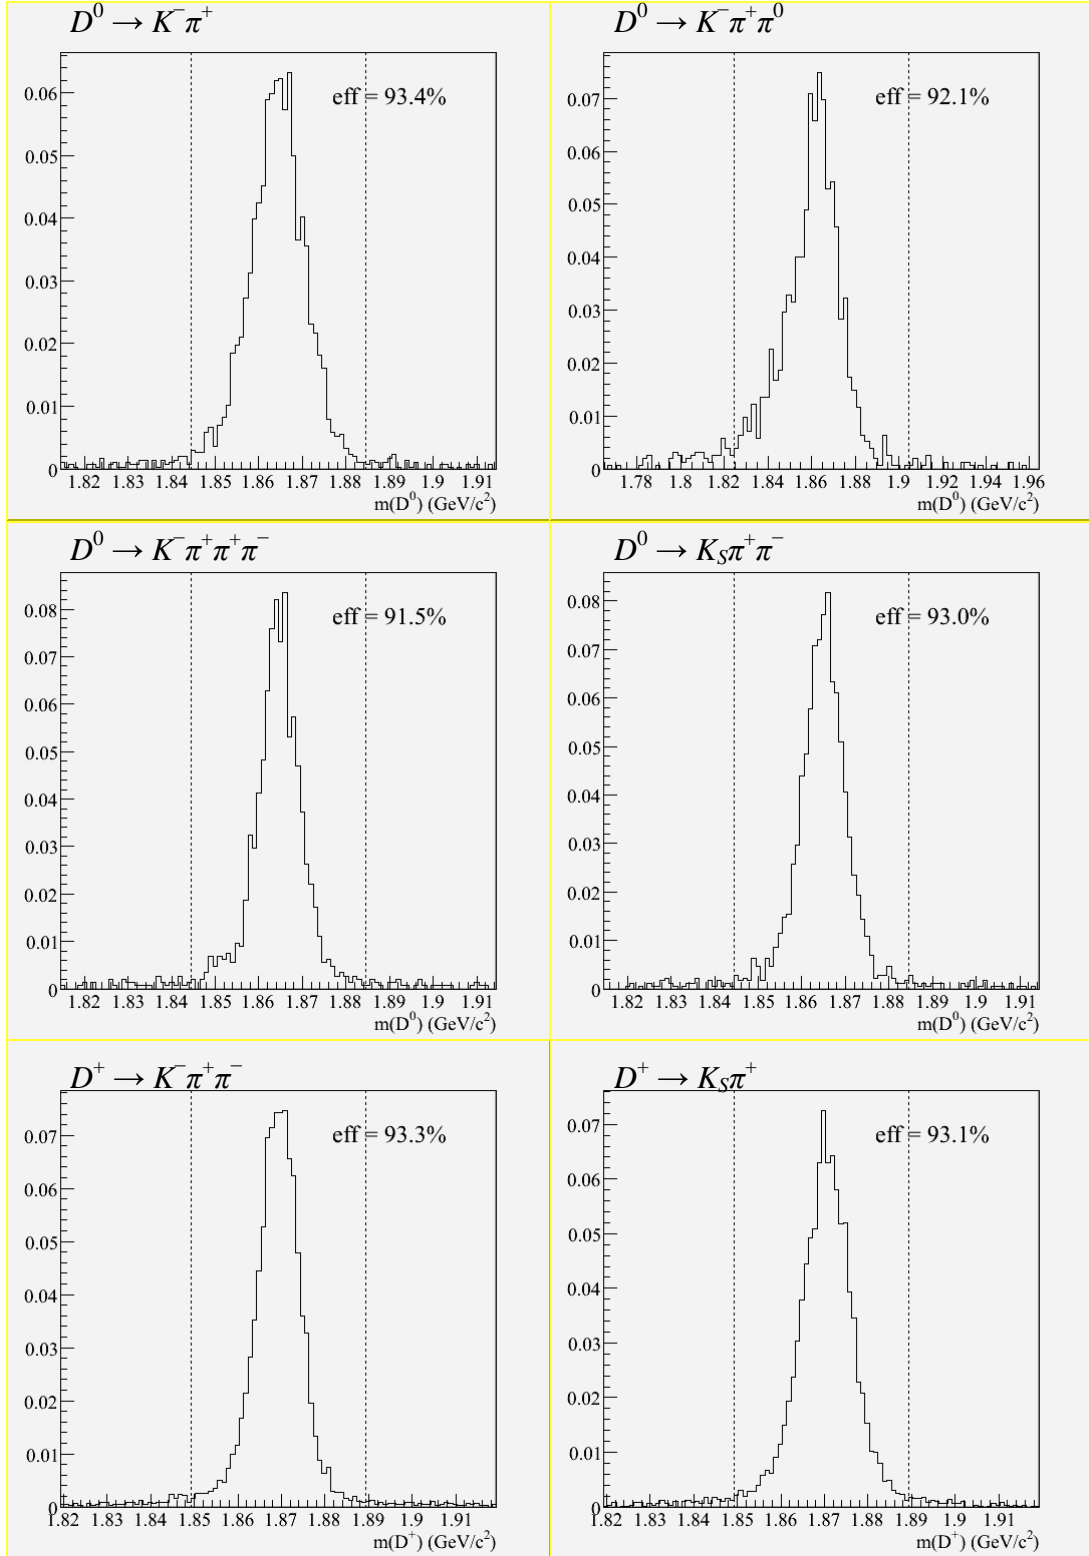 D⁰ → K⁻π⁺
eff = 93.4%
0.06
0.05
0.04
0.03
0.02
0.01
0
1.82 1.83 1.84 1.85 1.86 1.87 1.88 1.89 1.9 1.91
m(D⁰) (GeV/c²)
D⁰ → K⁻π⁺π⁰
eff = 92.1%
0.07
0.06
0.05
0.04
0.03
0.02
0.01
0
1.78 1.8 1.82 1.84 1.86 1.88 1.9 1.92 1.94 1.96
m(D⁰) (GeV/c²)
D⁰ → K⁻π⁺π⁺π⁻
eff = 91.5%
0.08
0.07
0.06
0.05
0.04
0.03
0.02
0.01
0
1.82 1.83 1.84 1.85 1.86 1.87 1.88 1.89 1.9 1.91
m(D⁰) (GeV/c²)
D⁰ → K_Sπ⁺π⁻
eff = 93.0%
0.08
0.07
0.06
0.05
0.04
0.03
0.02
0.01
0
1.82 1.83 1.84 1.85 1.86 1.87 1.88 1.89 1.9 1.91
m(D⁰) (GeV/c²)
D⁺ → K⁻π⁺π⁻
eff = 93.3%
0.07
0.06
0.05
0.04
0.03
0.02
0.01
0
1.82 1.83 1.84 1.85 1.86 1.87 1.88 1.89 1.9 1.91
m(D⁺) (GeV/c²)
D⁺ → K_Sπ⁺
eff = 93.1%
0.07
0.06
0.05
0.04
0.03
0.02
0.01
0
1.82 1.83 1.84 1.85 1.86 1.87 1.88 1.89 1.9 1.91
m(D⁺) (GeV/c²)